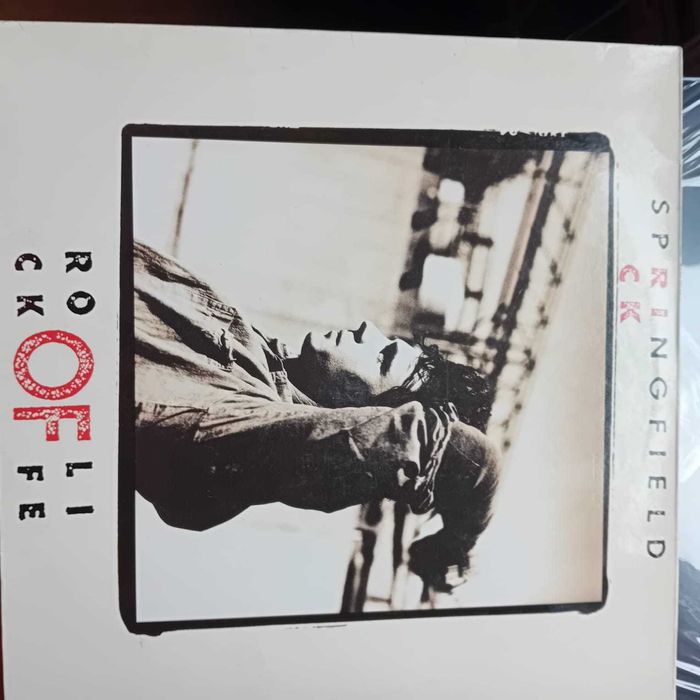 SPRINGFIELD
CK
RO OF LI
CK FE